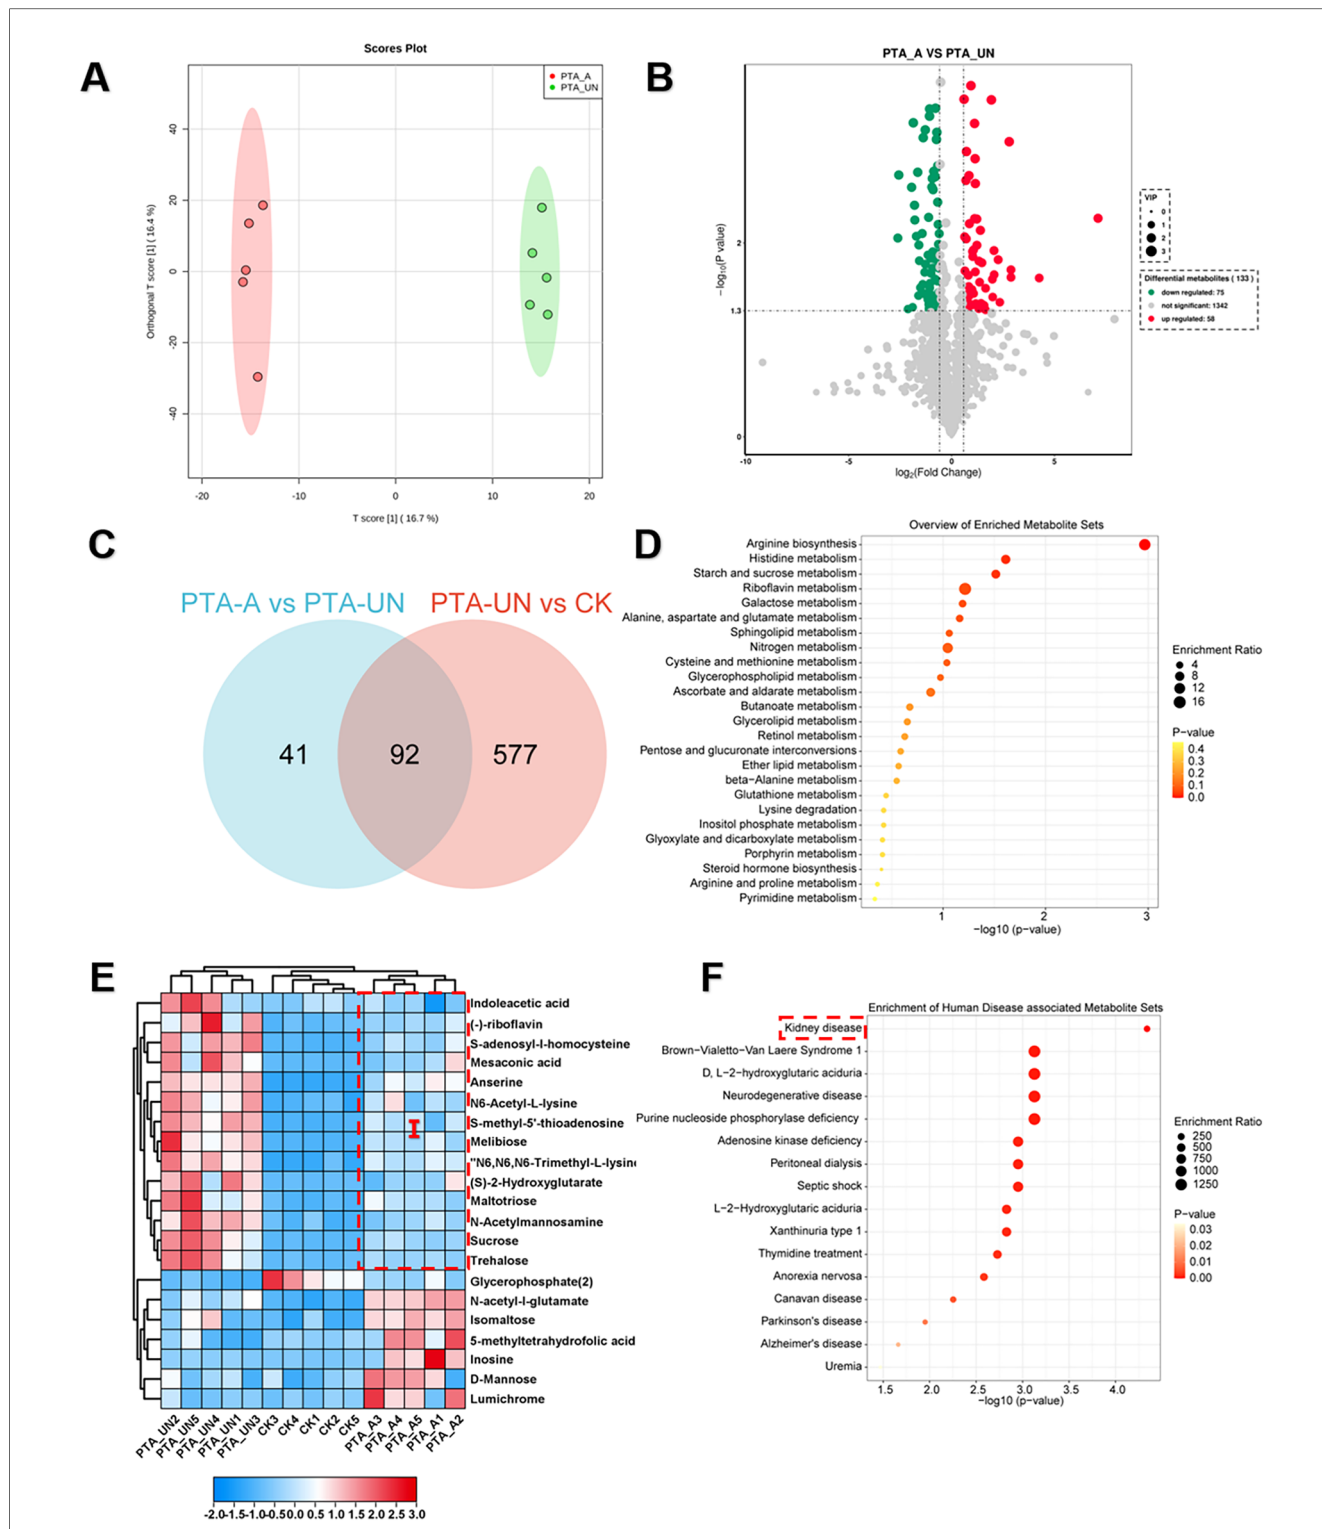 A
Scores Plot
PTA_A
PTA_UN
Orthogonal T score [1] ( 16.4 %)
40
20
0
-20
-40
-20
-10
0
10
20
T score [1] ( 16.7 %)
B
PTA_A VS PTA_UN
−log10(P value)
2
1.3
0
-10
-5
0
5
log2(Fold Change)
VIP
0
1
2
3
Differential metabolites ( 133 )
down regulated: 75
not significant: 1342
up regulated: 58
C
PTA-A vs PTA-UN
PTA-UN vs CK
41
92
577
D
Overview of Enriched Metabolite Sets
Arginine biosynthesis
Histidine metabolism
Starch and sucrose metabolism
Riboflavin metabolism
Galactose metabolism
Alanine, aspartate and glutamate metabolism
Sphingolipid metabolism
Nitrogen metabolism
Cysteine and methionine metabolism
Glycerophospholipid metabolism
Ascorbate and aldarate metabolism
Butanoate metabolism
Glycerolipid metabolism
Retinol metabolism
Pentose and glucuronate interconversions
Ether lipid metabolism
beta−Alanine metabolism
Glutathione metabolism
Lysine degradation
Inositol phosphate metabolism
Glyoxylate and dicarboxylate metabolism
Porphyrin metabolism
Steroid hormone biosynthesis
Arginine and proline metabolism
Pyrimidine metabolism
1
2
3
−log10 (p−value)
Enrichment Ratio
4
8
12
16
P-value
0.4
0.3
0.2
0.1
0.0
E
Indoleacetic acid
(-)-riboflavin
S-adenosyl-l-homocysteine
Mesaconic acid
Anserine
N6-Acetyl-L-lysine
S-methyl-5'-thioadenosine
Melibiose
"N6,N6,N6-Trimethyl-L-lysine
(S)-2-Hydroxyglutarate
Maltotriose
N-Acetylmannosamine
Sucrose
Trehalose
Glycerophosphate(2)
N-acetyl-l-glutamate
Isomaltose
5-methyltetrahydrofolic acid
Inosine
D-Mannose
Lumichrome
I
PTA_UN2
PTA_UN5
PTA_UN4
PTA_UN1
PTA_UN3
CK3
CK4
CK1
CK2
CK5
PTA_A3
PTA_A4
PTA_A5
PTA_A1
PTA_A2
-2.0
-1.5
-1.0
-0.5
0.0
0.5
1.0
1.5
2.0
2.5
3.0
F
Enrichment of Human Disease associated Metabolite Sets
Kidney disease
Brown−Vialetto−Van Laere Syndrome 1
D, L−2−hydroxyglutaric aciduria
Neurodegenerative disease
Purine nucleoside phosphorylase deficiency
Adenosine kinase deficiency
Peritoneal dialysis
Septic shock
L−2−Hydroxyglutaric aciduria
Xanthinuria type 1
Thymidine treatment
Anorexia nervosa
Canavan disease
Parkinson's disease
Alzheimer's disease
Uremia
1.5
2.0
2.5
3.0
3.5
4.0
−log10 (p−value)
Enrichment Ratio
250
500
750
1000
1250
P-value
0.03
0.02
0.01
0.00